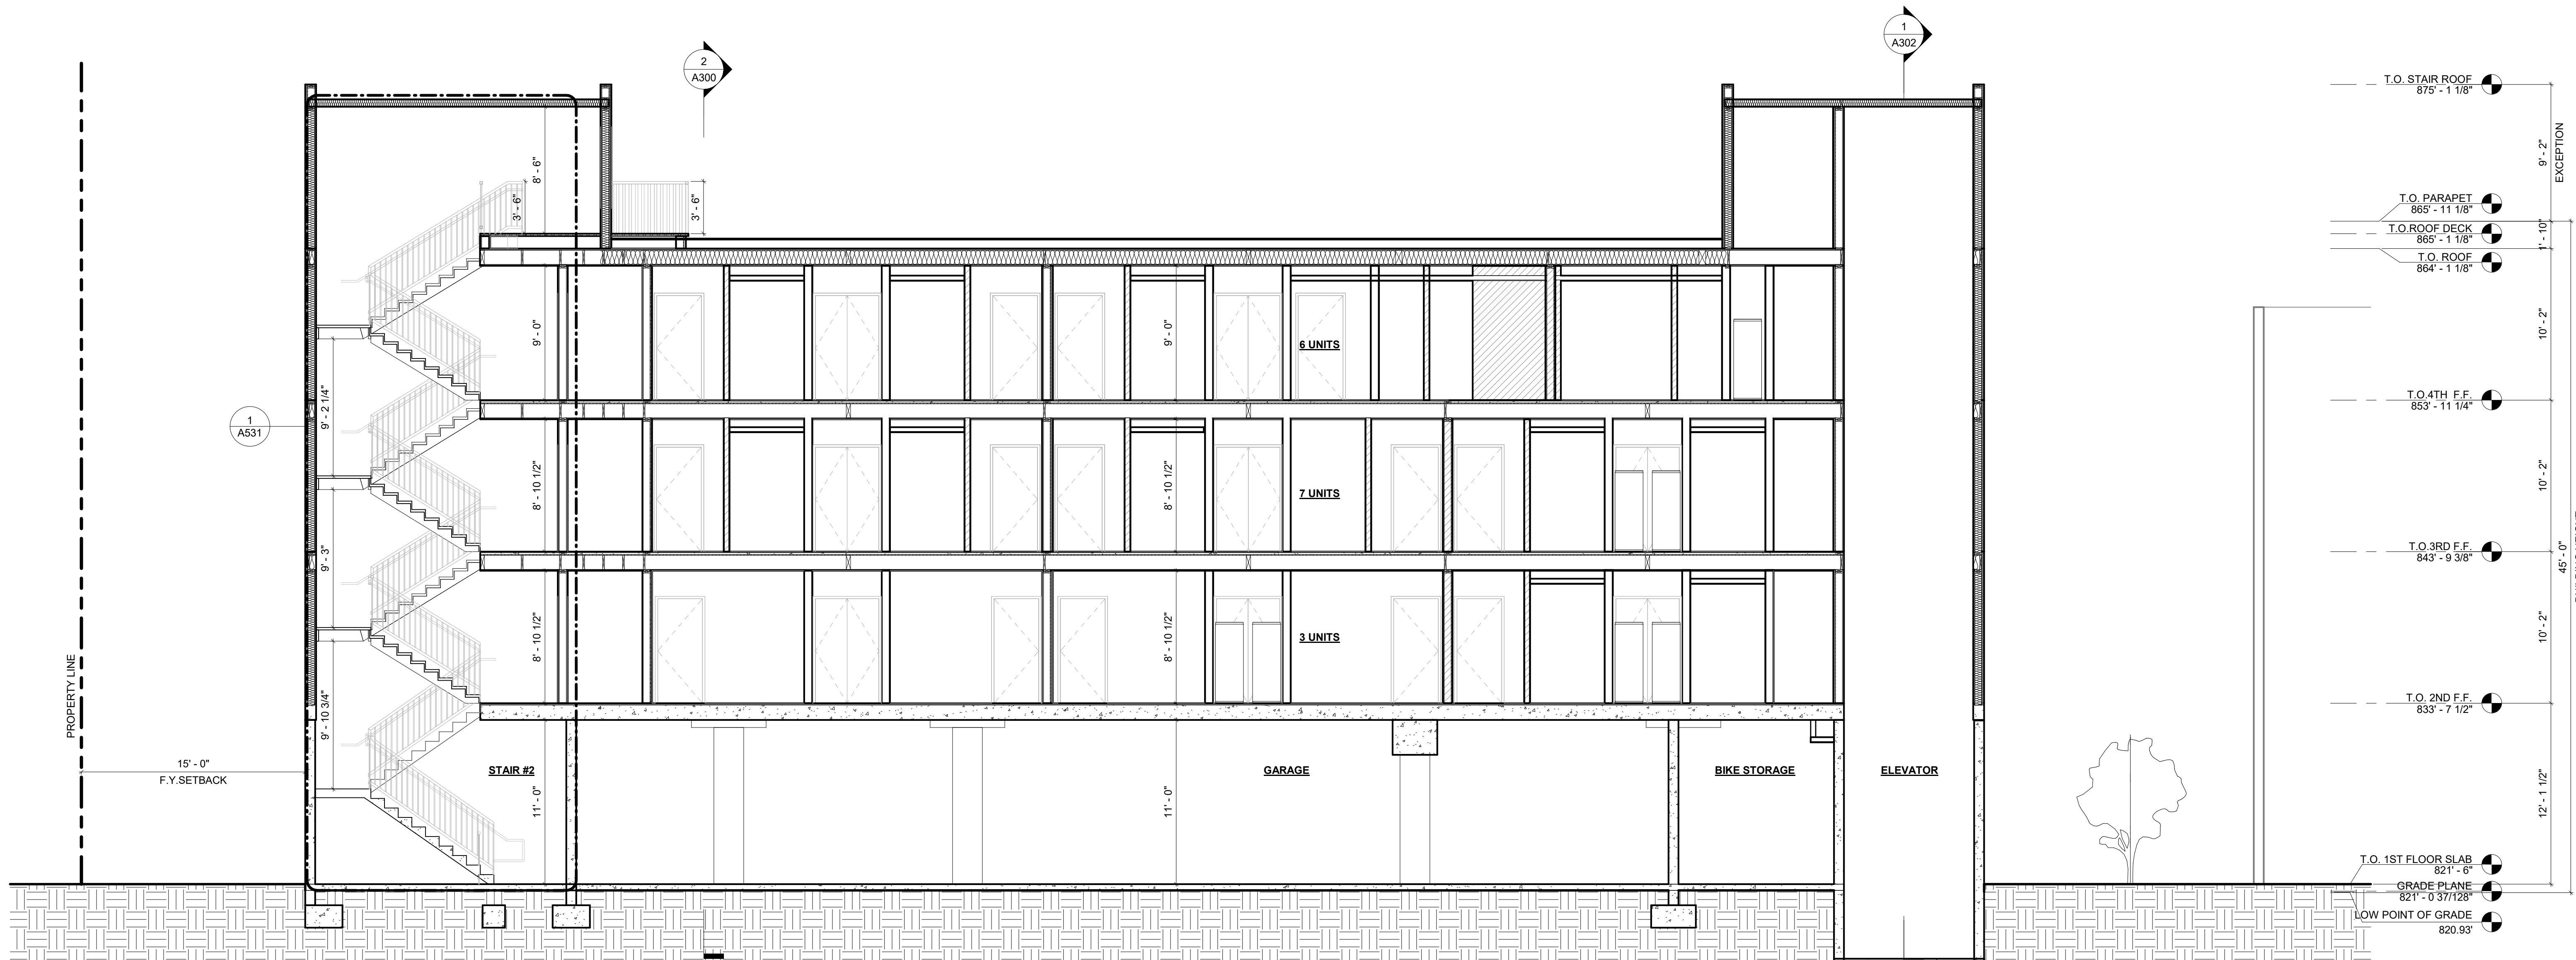 2
A300
1
A302
1
A531
PROPERTY LINE
15' - 0"
F.Y.SETBACK
8' - 6"
3' - 6"
3' - 6"
9' - 0"
9' - 0"
6 UNITS
9' - 2 1/4"
8' - 10 1/2"
8' - 10 1/2"
7 UNITS
9' - 3"
8' - 10 1/2"
8' - 10 1/2"
3 UNITS
9' - 10 3/4"
STAIR #2
11' - 0"
11' - 0"
GARAGE
BIKE STORAGE
ELEVATOR
T.O. STAIR ROOF
875' - 1 1/8"
9' - 2"
EXCEPTION
T.O. PARAPET
865' - 11 1/8"
1' - 10"
T.O.ROOF DECK
865' - 1 1/8"
T.O. ROOF
864' - 1 1/8"
10' - 2"
T.O.4TH F.F.
853' - 11 1/4"
10' - 2"
T.O.3RD F.F.
843' - 9 3/8"
45' - 0"
10' - 2"
T.O. 2ND F.F.
833' - 7 1/2"
12' - 1 1/2"
T.O. 1ST FLOOR SLAB
821' - 6"
GRADE PLANE
821' - 0 37/128"
LOW POINT OF GRADE
820.93'